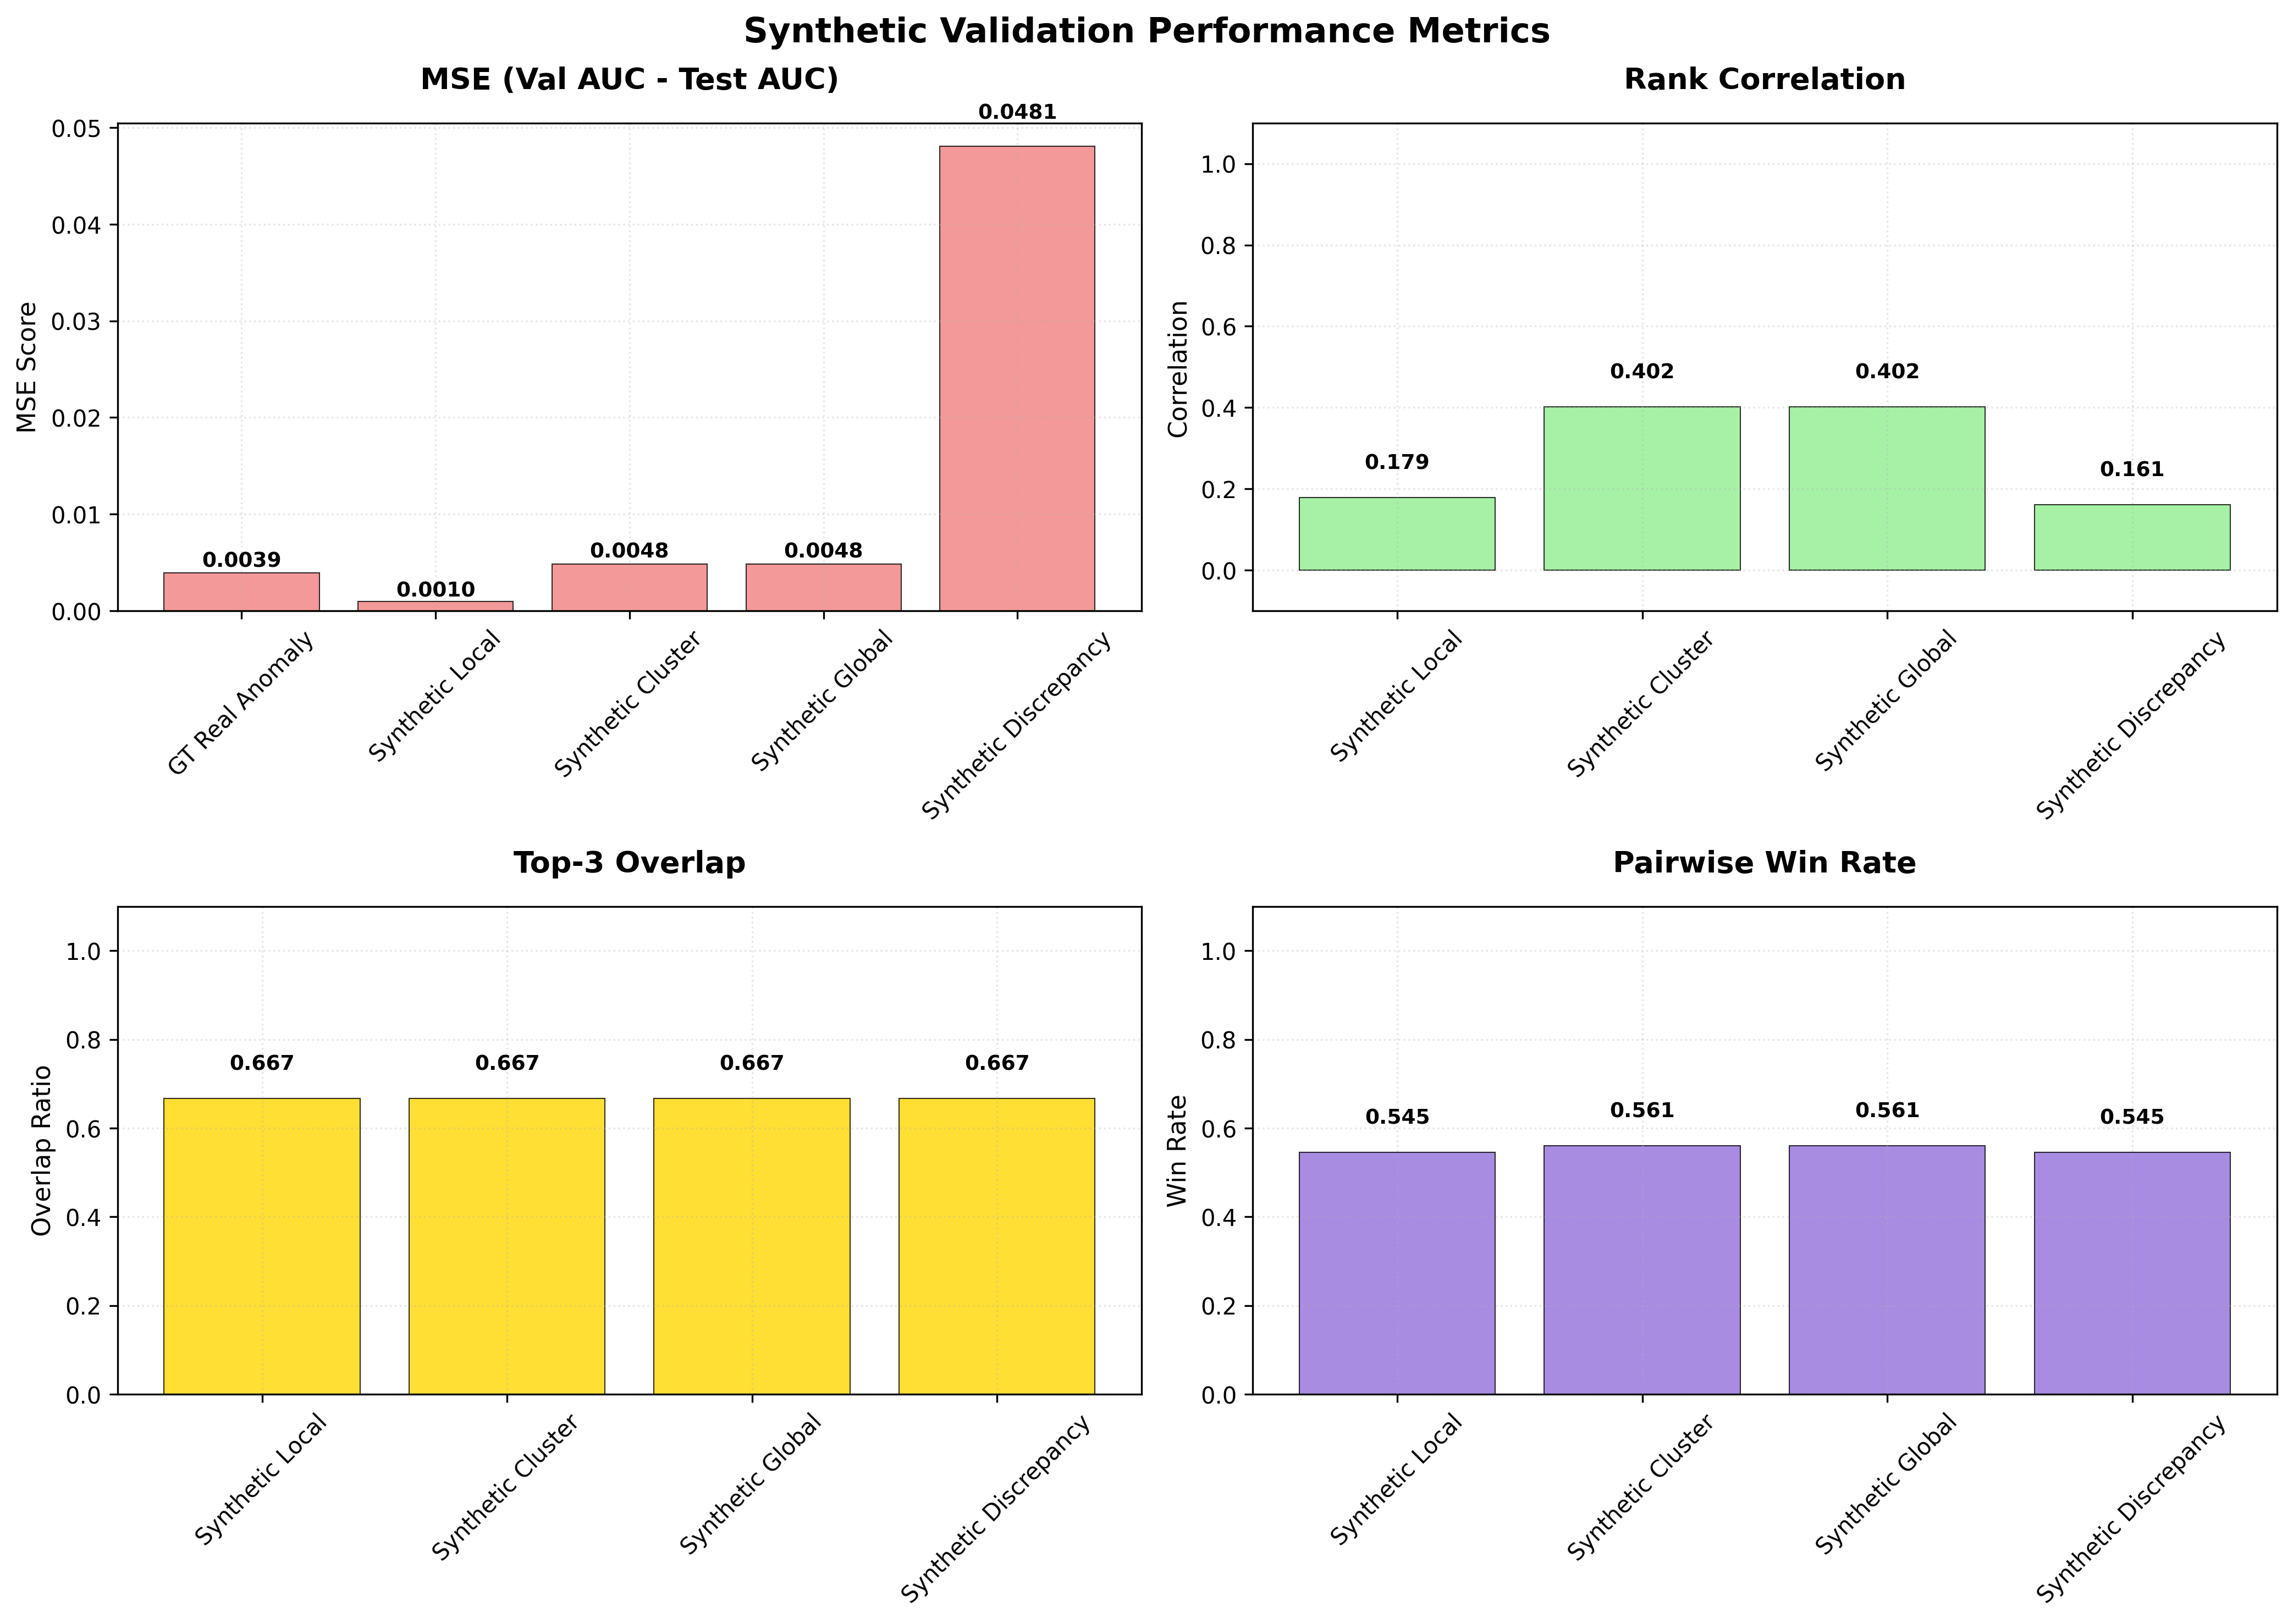 Synthetic Validation Performance Metrics
MSE (Val AUC - Test AUC)
MSE Score
0.05
0.04
0.03
0.02
0.01
0.00
0.0039
0.0010
0.0048
0.0048
0.0481
GT Real Anomaly
Synthetic Local
Synthetic Cluster
Synthetic Global
Synthetic Discrepancy
Rank Correlation
Correlation
1.0
0.8
0.6
0.4
0.2
0.0
0.179
0.402
0.402
0.161
Synthetic Local
Synthetic Cluster
Synthetic Global
Synthetic Discrepancy
Top-3 Overlap
Overlap Ratio
1.0
0.8
0.6
0.4
0.2
0.0
0.667
0.667
0.667
0.667
Synthetic Local
Synthetic Cluster
Synthetic Global
Synthetic Discrepancy
Pairwise Win Rate
Win Rate
1.0
0.8
0.6
0.4
0.2
0.0
0.545
0.561
0.561
0.545
Synthetic Local
Synthetic Cluster
Synthetic Global
Synthetic Discrepancy